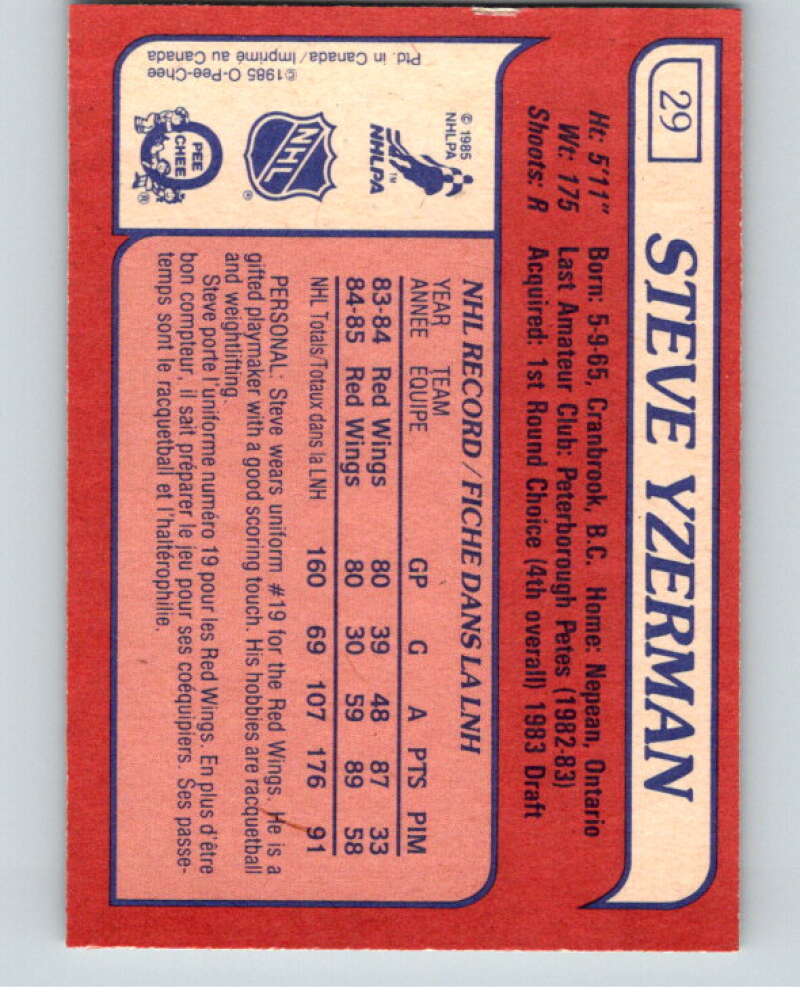 29
STEVE YZERMAN
Ht: 5'11" Born: 5-9-65, Cranbrook, B.C. Home: Nepean, Ontario
Wt: 175 Last Amateur Club: Peterborough Petes (1982-83)
Shoots: R Acquired: 1st Round Choice (4th overall) 1983 Draft
© 1985
NHLPA
NHLPA™
NHL®
O PEE CHEE®
©1985 O-Pee-Chee
Ptd. in Canada/Imprimé au Canada
NHL RECORD/FICHE DANS LA LNH
YEAR TEAM
ANNÉE ÉQUIPE GP G A PTS PIM
83-84 Red Wings 80 39 48 87 33
84-85 Red Wings 80 30 59 89 58
NHL Totals/Totaux dans la LNH 160 69 107 176 91
PERSONAL: Steve wears uniform #19 for the Red Wings. He is a
gifted playmaker with a good scoring touch. His hobbies are racquetball
and weightlifting.
Steve porte l'uniforme numéro 19 pour les Red Wings. En plus d'être
bon compteur, il sait préparer le jeu pour ses coéquipiers. Ses passe-
temps sont le racquetball et l'haltérophilie.